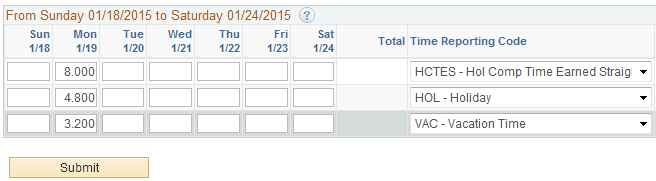 From Sunday 01/18/2015 to Saturday 01/24/2015 ?
Sun 1/18 Mon 1/19 Tue 1/20 Wed 1/21 Thu 1/22 Fri 1/23 Sat 1/24 Total Time Reporting Code
8.000 HCTES - Hol Comp Time Earned Straig
4.800 HOL - Holiday
3.200 VAC - Vacation Time
Submit